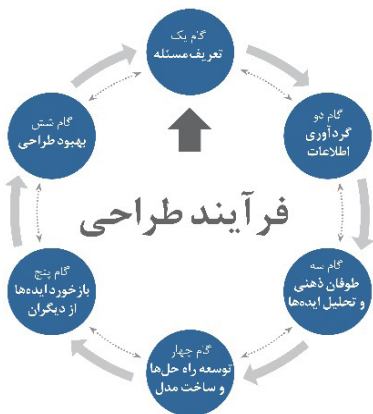 گام یک
تعریف مسئله
گام دو
گردآوری
اطلاعات
گام سه
طوفان ذهنی
و تحلیل ایده‌ها
گام چهار
توسعه راه حل‌ها
و ساخت مدل
گام پنج
بازخورد ایده‌ها
از دیگران
گام شش
بهبود طراحی
فرآیند طراحی